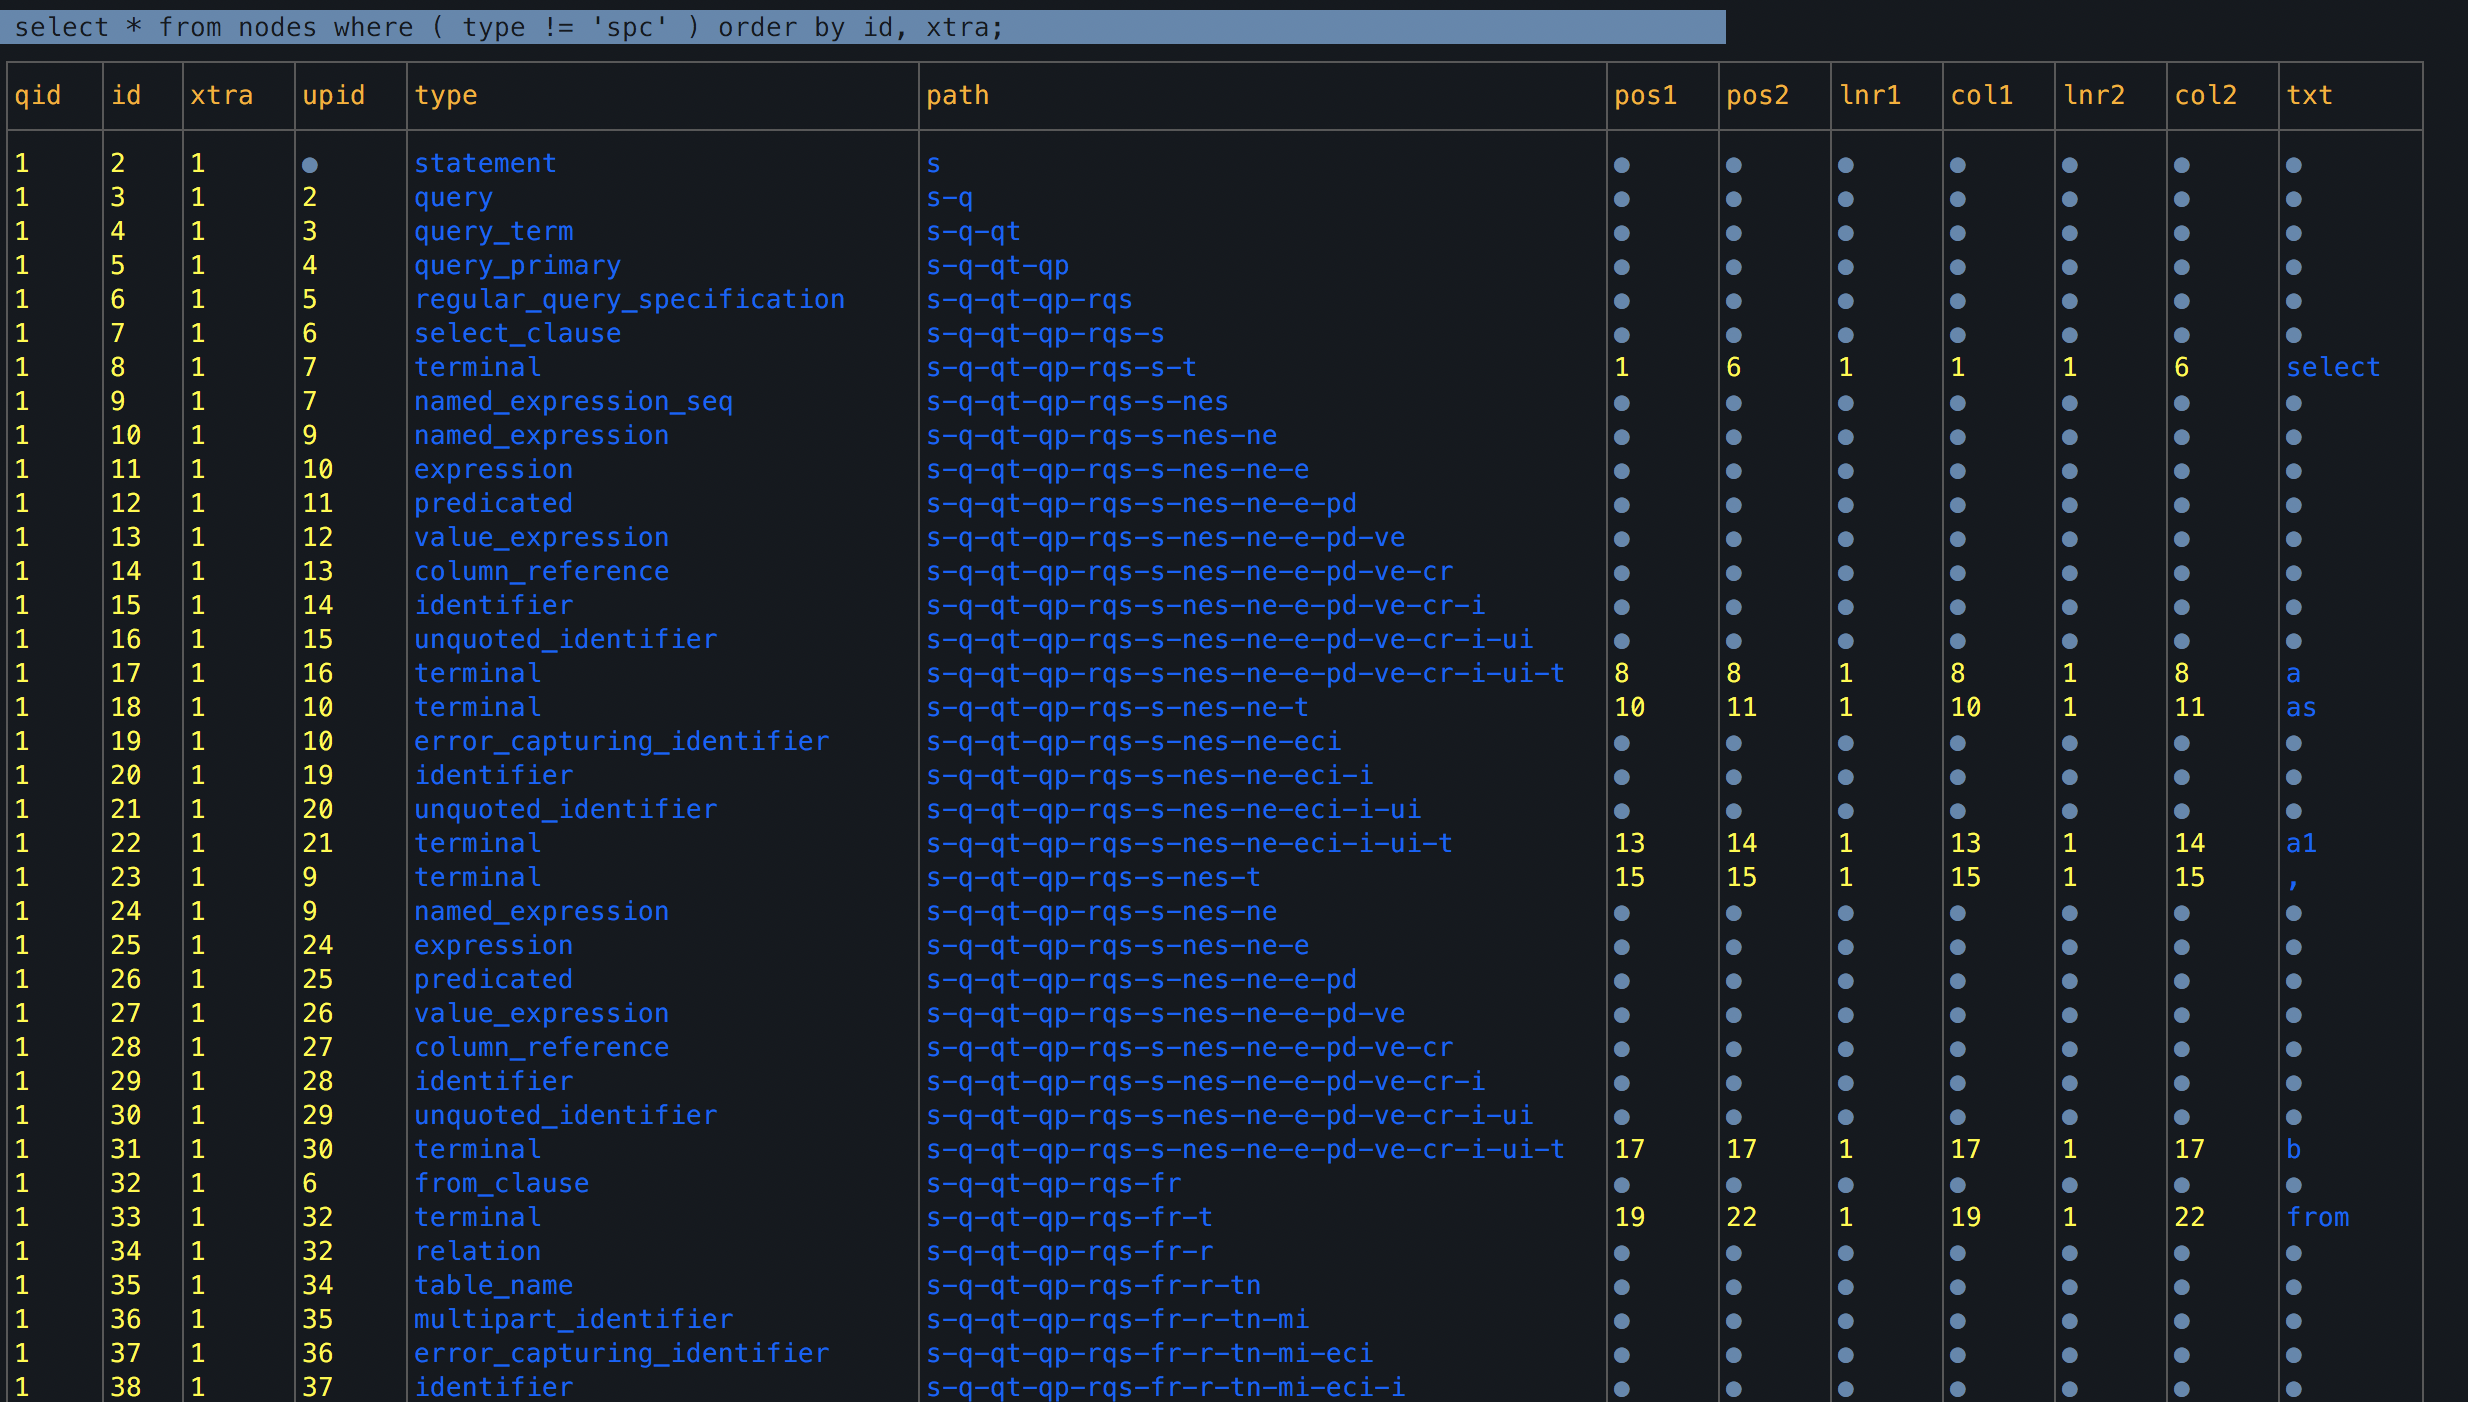 select * from nodes where ( type != 'spc' ) order by id, xtra;
qid id xtra upid type path pos1 pos2 lnr1 col1 lnr2 col2 txt
1 2 1 ● statement s ● ● ● ● ● ● ●
1 3 1 2 query s-q ● ● ● ● ● ● ●
1 4 1 3 query_term s-q-qt ● ● ● ● ● ● ●
1 5 1 4 query_primary s-q-qt-qp ● ● ● ● ● ● ●
1 6 1 5 regular_query_specification s-q-qt-qp-rqs ● ● ● ● ● ● ●
1 7 1 6 select_clause s-q-qt-qp-rqs-s ● ● ● ● ● ● ●
1 8 1 7 terminal s-q-qt-qp-rqs-s-t 1 6 1 1 1 6 select
1 9 1 7 named_expression_seq s-q-qt-qp-rqs-s-nes ● ● ● ● ● ● ●
1 10 1 9 named_expression s-q-qt-qp-rqs-s-nes-ne ● ● ● ● ● ● ●
1 11 1 10 expression s-q-qt-qp-rqs-s-nes-ne-e ● ● ● ● ● ● ●
1 12 1 11 predicated s-q-qt-qp-rqs-s-nes-ne-e-pd ● ● ● ● ● ● ●
1 13 1 12 value_expression s-q-qt-qp-rqs-s-nes-ne-e-pd-ve ● ● ● ● ● ● ●
1 14 1 13 column_reference s-q-qt-qp-rqs-s-nes-ne-e-pd-ve-cr ● ● ● ● ● ● ●
1 15 1 14 identifier s-q-qt-qp-rqs-s-nes-ne-e-pd-ve-cr-i ● ● ● ● ● ● ●
1 16 1 15 unquoted_identifier s-q-qt-qp-rqs-s-nes-ne-e-pd-ve-cr-i-ui ● ● ● ● ● ● ●
1 17 1 16 terminal s-q-qt-qp-rqs-s-nes-ne-e-pd-ve-cr-i-ui-t 8 8 1 8 1 8 a
1 18 1 10 terminal s-q-qt-qp-rqs-s-nes-ne-t 10 11 1 10 1 11 as
1 19 1 10 error_capturing_identifier s-q-qt-qp-rqs-s-nes-ne-eci ● ● ● ● ● ● ●
1 20 1 19 identifier s-q-qt-qp-rqs-s-nes-ne-eci-i ● ● ● ● ● ● ●
1 21 1 20 unquoted_identifier s-q-qt-qp-rqs-s-nes-ne-eci-i-ui ● ● ● ● ● ● ●
1 22 1 21 terminal s-q-qt-qp-rqs-s-nes-ne-eci-i-ui-t 13 14 1 13 1 14 a1
1 23 1 9 terminal s-q-qt-qp-rqs-s-nes-t 15 15 1 15 1 15 ,
1 24 1 9 named_expression s-q-qt-qp-rqs-s-nes-ne ● ● ● ● ● ● ●
1 25 1 24 expression s-q-qt-qp-rqs-s-nes-ne-e ● ● ● ● ● ● ●
1 26 1 25 predicated s-q-qt-qp-rqs-s-nes-ne-e-pd ● ● ● ● ● ● ●
1 27 1 26 value_expression s-q-qt-qp-rqs-s-nes-ne-e-pd-ve ● ● ● ● ● ● ●
1 28 1 27 column_reference s-q-qt-qp-rqs-s-nes-ne-e-pd-ve-cr ● ● ● ● ● ● ●
1 29 1 28 identifier s-q-qt-qp-rqs-s-nes-ne-e-pd-ve-cr-i ● ● ● ● ● ● ●
1 30 1 29 unquoted_identifier s-q-qt-qp-rqs-s-nes-ne-e-pd-ve-cr-i-ui ● ● ● ● ● ● ●
1 31 1 30 terminal s-q-qt-qp-rqs-s-nes-ne-e-pd-ve-cr-i-ui-t 17 17 1 17 1 17 b
1 32 1 6 from_clause s-q-qt-qp-rqs-fr ● ● ● ● ● ● ●
1 33 1 32 terminal s-q-qt-qp-rqs-fr-t 19 22 1 19 1 22 from
1 34 1 32 relation s-q-qt-qp-rqs-fr-r ● ● ● ● ● ● ●
1 35 1 34 table_name s-q-qt-qp-rqs-fr-r-tn ● ● ● ● ● ● ●
1 36 1 35 multipart_identifier s-q-qt-qp-rqs-fr-r-tn-mi ● ● ● ● ● ● ●
1 37 1 36 error_capturing_identifier s-q-qt-qp-rqs-fr-r-tn-mi-eci ● ● ● ● ● ● ●
1 38 1 37 identifier s-q-qt-qp-rqs-fr-r-tn-mi-eci-i ● ● ● ● ● ● ●